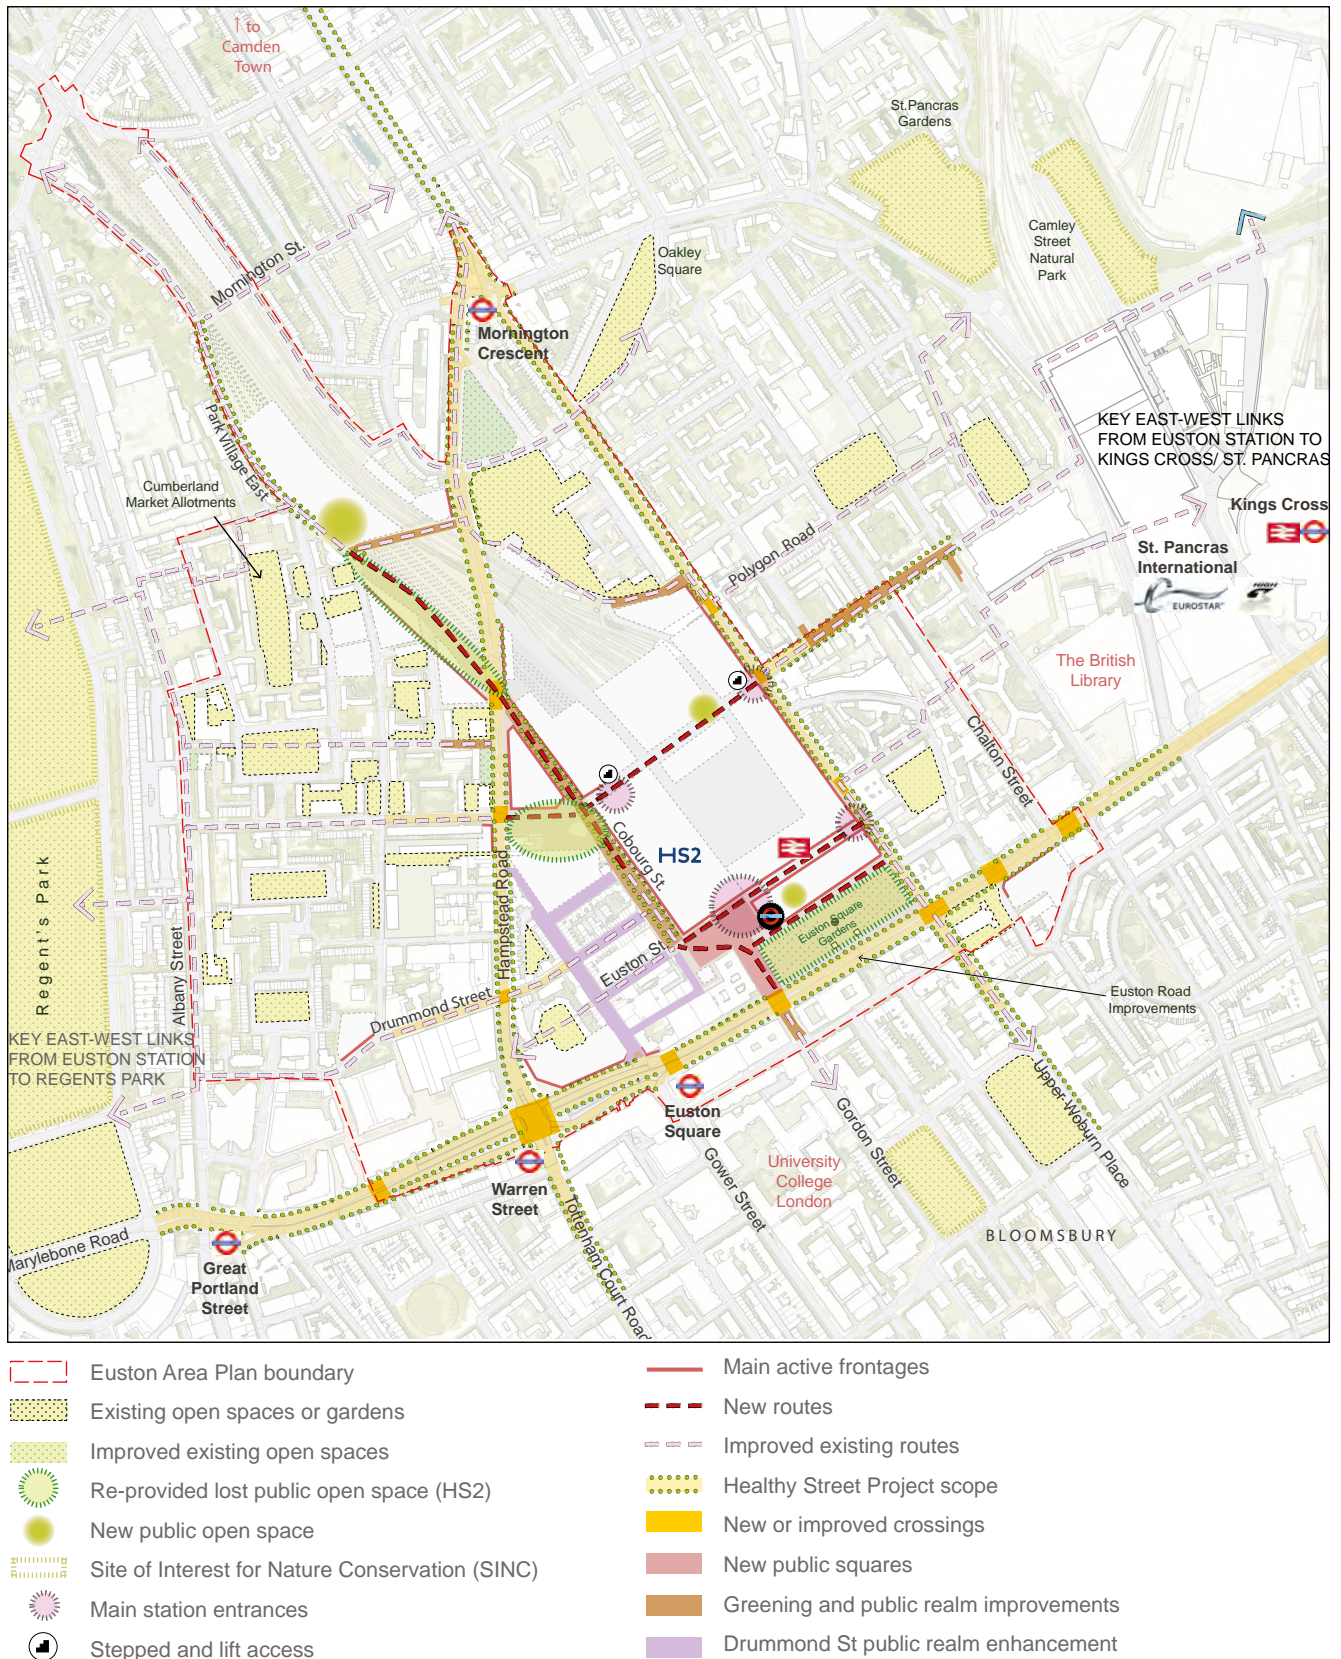 ↑ to
Camden
Town
St.Pancras
Gardens
Camley
Street
Natural
Park
Oakley
Square
Mornington St.
Mornington
Crescent
Park Village East
Cumberland
Market Allotments
KEY EAST-WEST LINKS
FROM EUSTON STATION TO
KINGS CROSS/ ST. PANCRAS
Kings Cross
St. Pancras
International
EUROSTAR
HIGH
Polygon Road
The British
Library
Chalton Street
Cobourg St.
HS2
Hampstead Road
Regent's Park
Albany Street
Euston Square
Gardens
Euston St.
Drummond Street
Euston Road
Improvements
KEY EAST-WEST LINKS
FROM EUSTON STATION
TO REGENTS PARK
Euston
Square
Upper Woburn Place
Gordon Street
Gower Street
University
College
London
Warren
Street
Tottenham Court Road
BLOOMSBURY
Marylebone Road
Great
Portland
Street
Euston Area Plan boundary
Existing open spaces or gardens
Improved existing open spaces
Re-provided lost public open space (HS2)
New public open space
Site of Interest for Nature Conservation (SINC)
Main station entrances
Stepped and lift access
Main active frontages
New routes
Improved existing routes
Healthy Street Project scope
New or improved crossings
New public squares
Greening and public realm improvements
Drummond St public realm enhancement